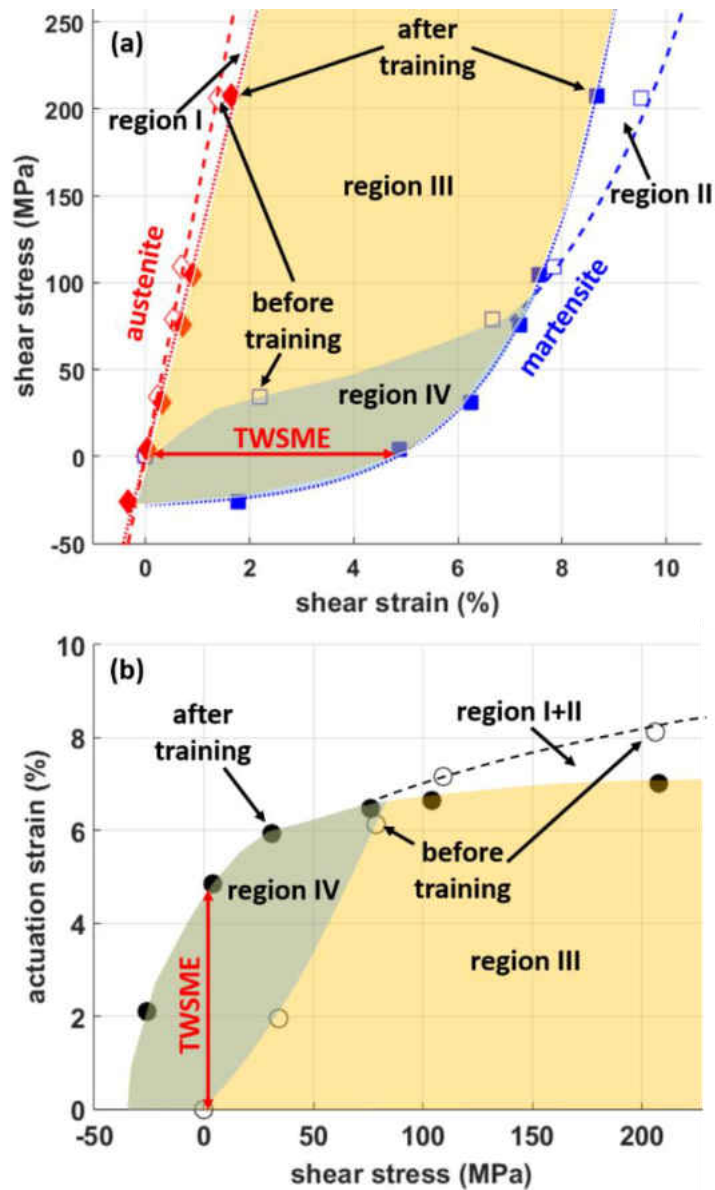 (a)
250
200
150
100
50
0
-50
shear stress (MPa)
after
training
region I
region III
region II
austenite
before
training
region IV
martensite
TWSME
0
2
4
6
8
10
shear strain (%)
(b)
10
8
6
4
2
0
actuation strain (%)
after
training
region I+II
region IV
before
training
TWSME
region III
-50
0
50
100
150
200
shear stress (MPa)